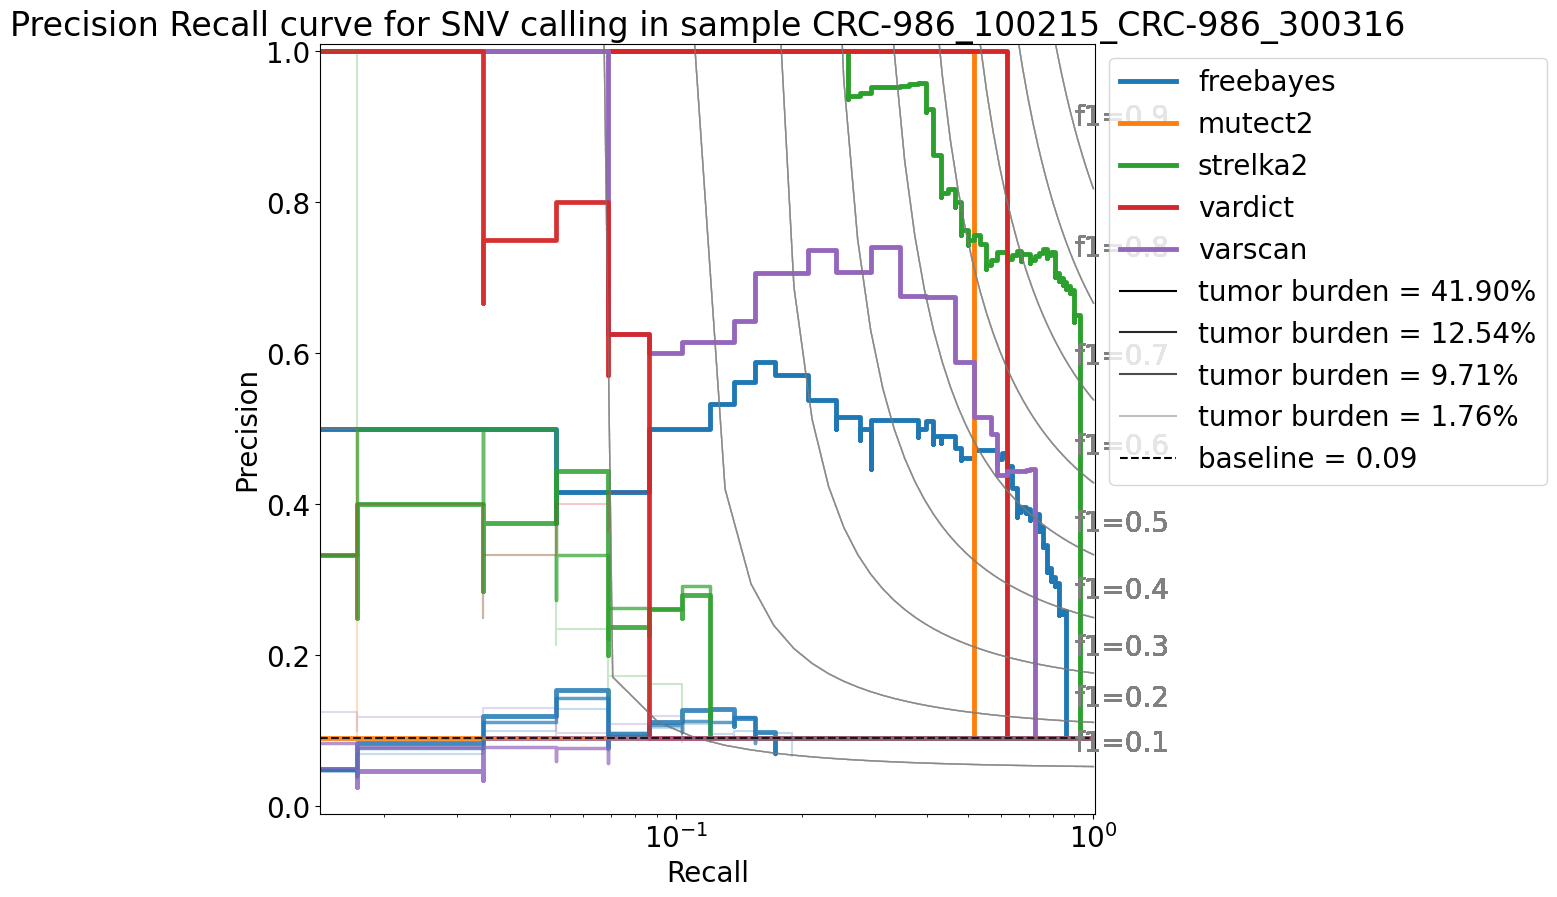 Precision Recall curve for SNV calling in sample CRC-986_100215_CRC-986_300316
1.0
0.8
0.6
0.4
0.2
0.0
Precision
10⁻¹
10⁰
Recall
f1=0.9
f1=0.8
f1=0.7
f1=0.6
f1=0.5
f1=0.4
f1=0.3
f1=0.2
f1=0.1
freebayes
mutect2
strelka2
vardict
varscan
tumor burden = 41.90%
tumor burden = 12.54%
tumor burden = 9.71%
tumor burden = 1.76%
baseline = 0.09